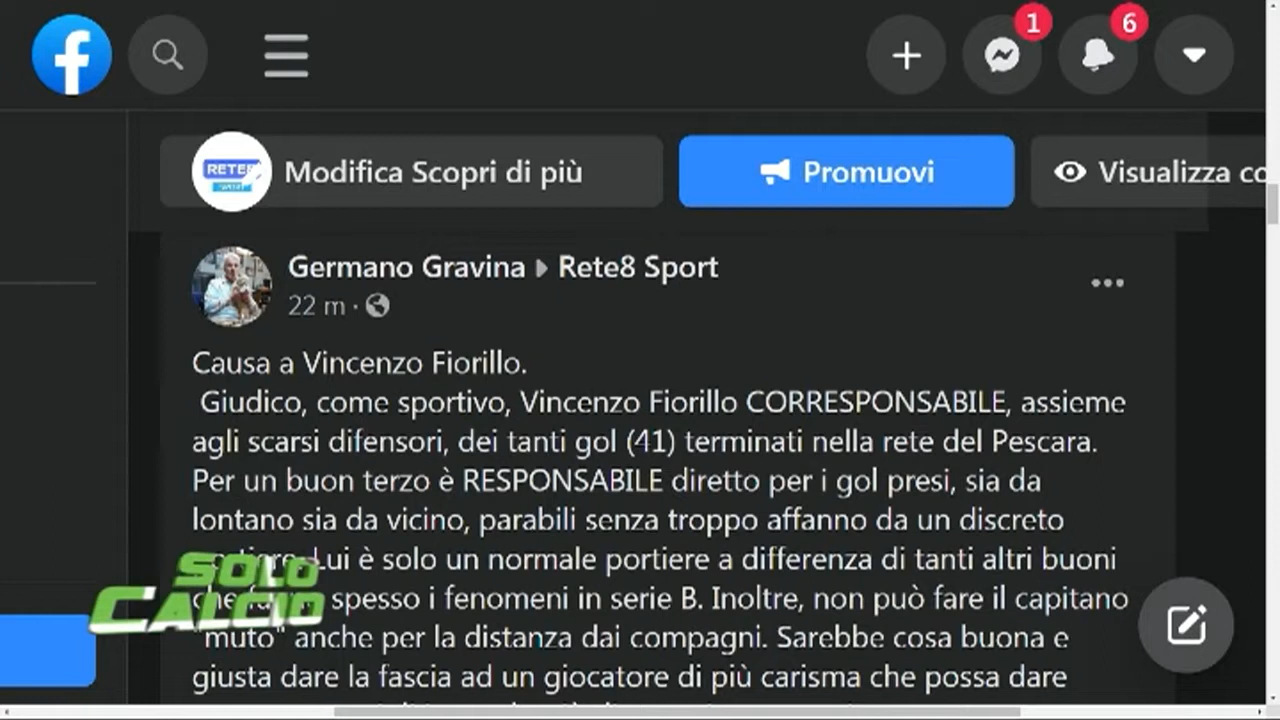 1
6
RETE8
Modifica Scopri di più
Promuovi
Visualizza
Germano Gravina ▸ Rete8 Sport
22 m ·
Causa a Vincenzo Fiorillo.
Giudico, come sportivo, Vincenzo Fiorillo CORRESPONSABILE, assieme
agli scarsi difensori, dei tanti gol (41) terminati nella rete del Pescara.
Per un buon terzo è RESPONSABILE diretto per i gol presi, sia da
lontano sia da vicino, parabili senza troppo affanno da un discreto
Lui è solo un normale portiere a differenza di tanti altri buoni
che spesso i fenomeni in serie B. Inoltre, non può fare il capitano
"muto" anche per la distanza dai compagni. Sarebbe cosa buona e
giusta dare la fascia ad un giocatore di più carisma che possa dare
SOLO
CALCIO